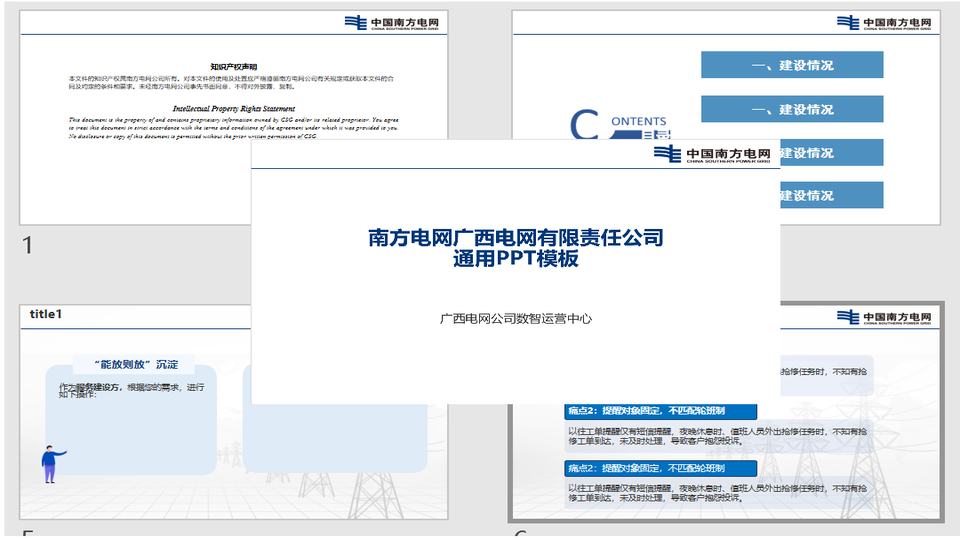 中国南方电网
CHINA SOUTHERN POWER GRID
知识产权声明
本文件的知识产权属南方电网公司所有。对本文件的使用及处置应严格遵循南方电网公司有关规定或获取本文件的合
同及约定的条件和要求。未经南方电网公司事先书面同意，不得对外披露、复制。
Intellectual Property Rights Statement
This document is the property of and contains proprietary information owned by CSG and/or its related proprietor. You agree
to treat this document in strict accordance with the terms and conditions of the agreement under which it was provided to you.
No disclosure or copy of this document is permitted without the prior written permission of CSG.
1
中国南方电网
CHINA SOUTHERN POWER GRID
一、建设情况
一、建设情况
建设情况
建设情况
CONTENTS
目录
中国南方电网
CHINA SOUTHERN POWER GRID
南方电网广西电网有限责任公司
通用PPT模板
广西电网公司数智运营中心
title1
“能放则放”沉淀
作为服务建设方，根据您的需求，进行
如下操作：
中国南方电网
CHINA SOUTHERN POWER GRID
抢修任务时，不知有抢
痛点2：提醒对象固定，不匹配轮班制
以往工单提醒仅有短信提醒，夜晚休息时、值班人员外出抢修任务时，不知有抢
修工单到达，未及时处理，导致客户抱怨投诉。
痛点2：提醒对象固定，不匹配轮班制
以往工单提醒仅有短信提醒，夜晚休息时、值班人员外出抢修任务时，不知有抢
修工单到达，未及时处理，导致客户抱怨投诉。